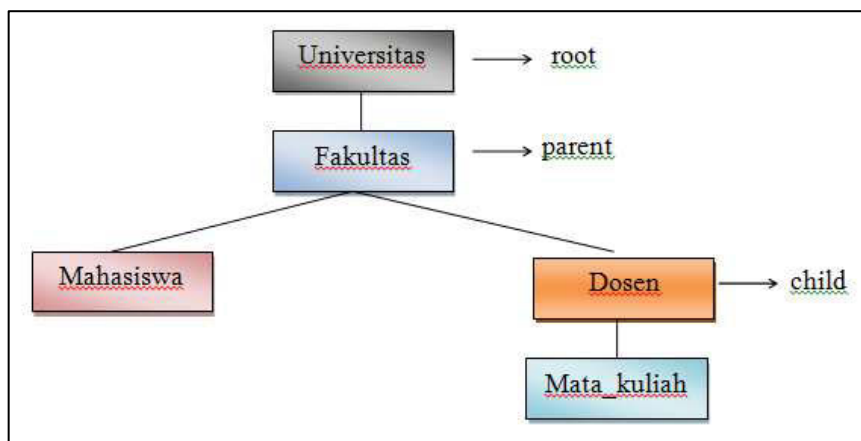 Universitas
root
Fakultas
parent
Mahasiswa
Dosen
child
Mata_kuliah